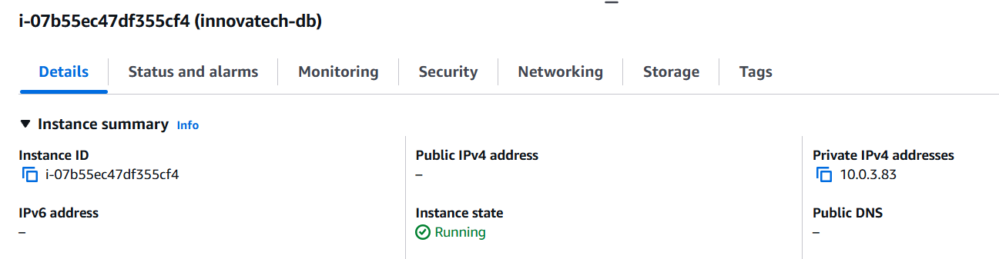 i-07b55ec47df355cf4 (innovatech-db)
Details Status and alarms Monitoring Security Networking Storage Tags
Instance summary Info
Instance ID Public IPv4 address Private IPv4 addresses
i-07b55ec47df355cf4 – 10.0.3.83
IPv6 address Instance state Public DNS
– Running –